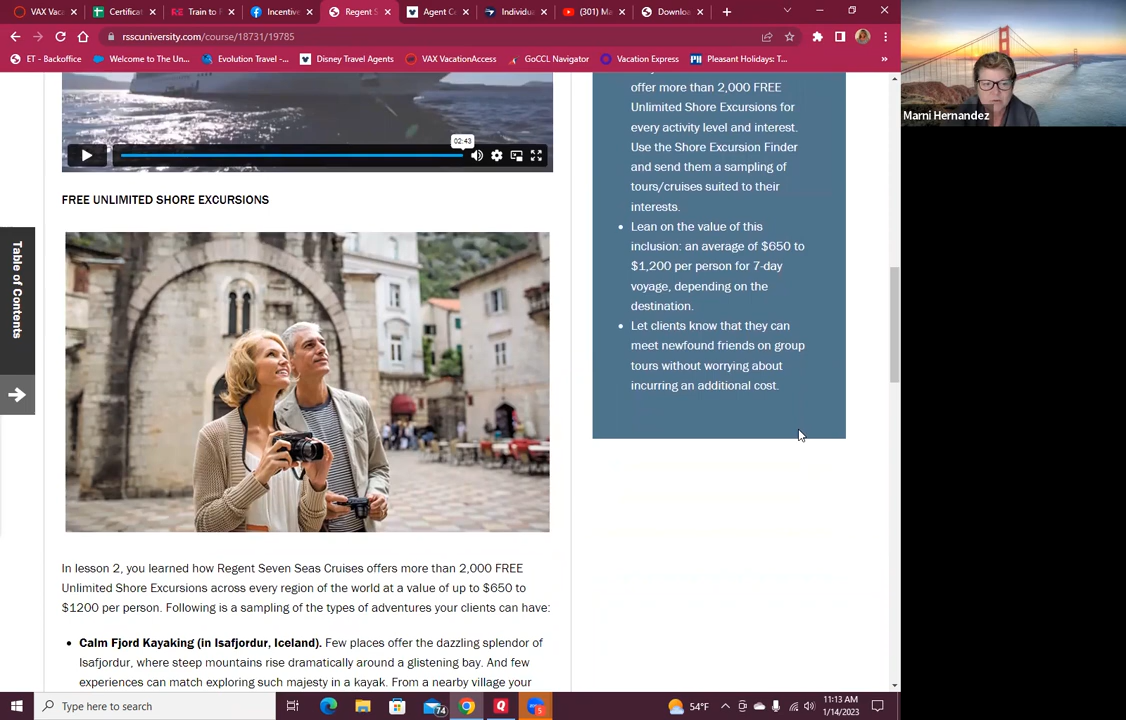 VAX Vaca
Certificat
Train to F
Incentive
Regent S
Agent Ce
Individua
(301) Ma
Downloa
rsscuniversity.com/course/18731/19785
ET - Backoffice
Welcome to The Un...
Evolution Travel -...
Disney Travel Agents
VAX VacationAccess
GoCCL Navigator
Vacation Express
Pleasant Holidays: T...
Marni Hernandez
02:43
FREE UNLIMITED SHORE EXCURSIONS
Table of Contents
In lesson 2, you learned how Regent Seven Seas Cruises offers more than 2,000 FREE
Unlimited Shore Excursions across every region of the world at a value of up to $650 to
$1200 per person. Following is a sampling of the types of adventures your clients can have:
• Calm Fjord Kayaking (in Isafjordur, Iceland). Few places offer the dazzling splendor of
Isafjordur, where steep mountains rise dramatically around a glistening bay. And few
experiences can match exploring such majesty in a kayak. From a nearby village your
offer more than 2,000 FREE
Unlimited Shore Excursions for
every activity level and interest.
Use the Shore Excursion Finder
and send them a sampling of
tours/cruises suited to their
interests.
• Lean on the value of this
inclusion: an average of $650 to
$1,200 per person for 7-day
voyage, depending on the
destination.
• Let clients know that they can
meet newfound friends on group
tours without worrying about
incurring an additional cost.
Type here to search
74
5
54°F
11:13 AM
1/14/2023